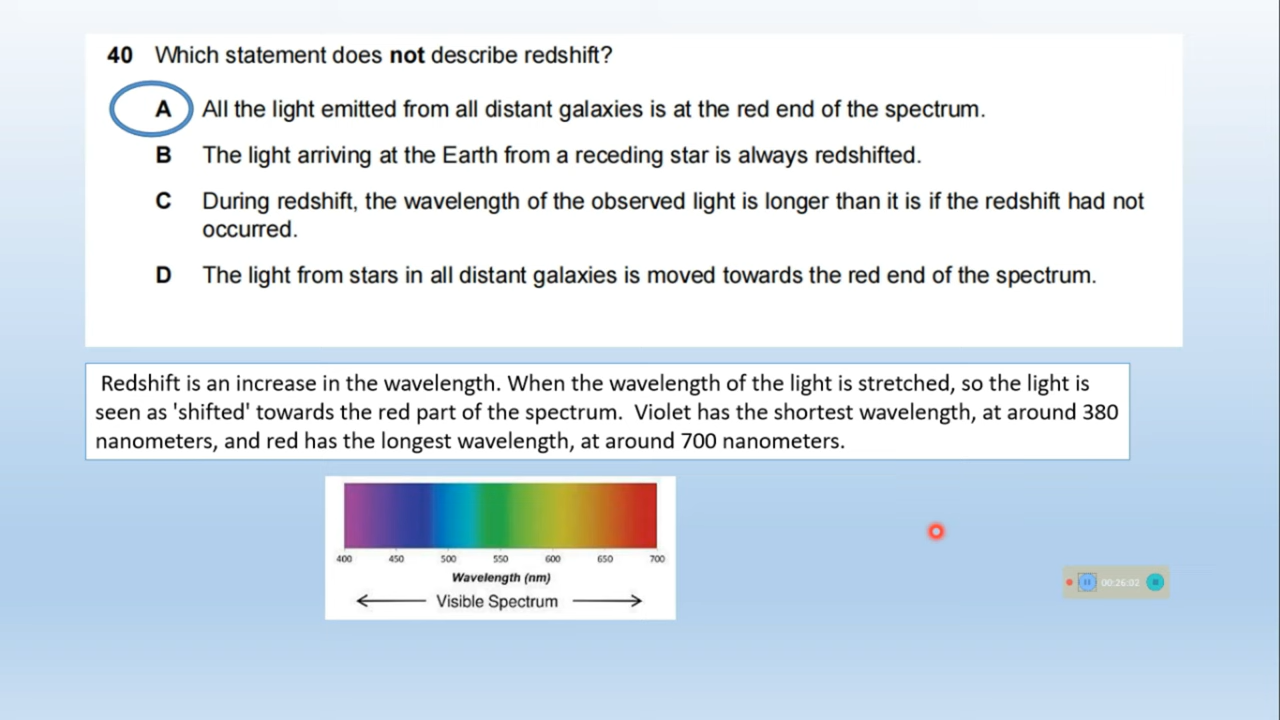 40 Which statement does not describe redshift?
A All the light emitted from all distant galaxies is at the red end of the spectrum.
B The light arriving at the Earth from a receding star is always redshifted.
C During redshift, the wavelength of the observed light is longer than it is if the redshift had not
occurred.
D The light from stars in all distant galaxies is moved towards the red end of the spectrum.
Redshift is an increase in the wavelength. When the wavelength of the light is stretched, so the light is
seen as 'shifted' towards the red part of the spectrum. Violet has the shortest wavelength, at around 380
nanometers, and red has the longest wavelength, at around 700 nanometers.
400 450 500 550 600 650 700
Wavelength (nm)
Visible Spectrum
00:26:02